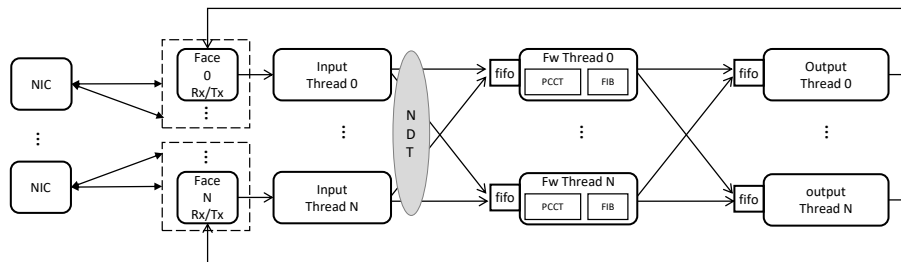 NIC
⋮
NIC
Face
0
Rx/Tx
...
...
Face
N
Rx/Tx
Input
Thread 0
⋮
Input
Thread N
N
D
T
fifo
Fw Thread 0
PCCT
FIB
⋮
fifo
Fw Thread N
PCCT
FIB
fifo
Output
Thread 0
⋮
fifo
output
Thread N